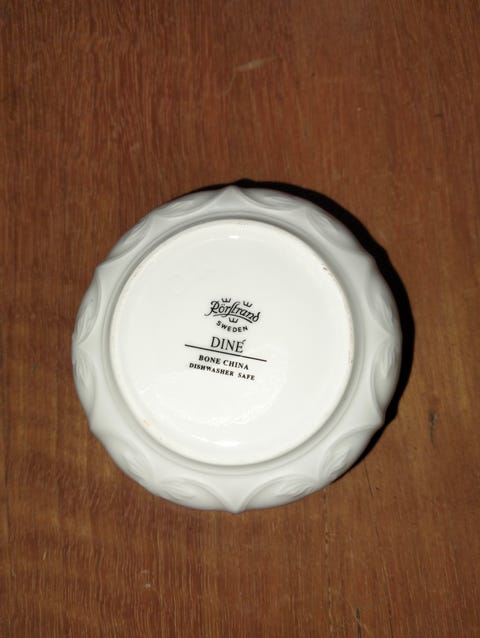 Rörstrand
SWEDEN
DINÉ
BONE CHINA
DISHWASHER SAFE